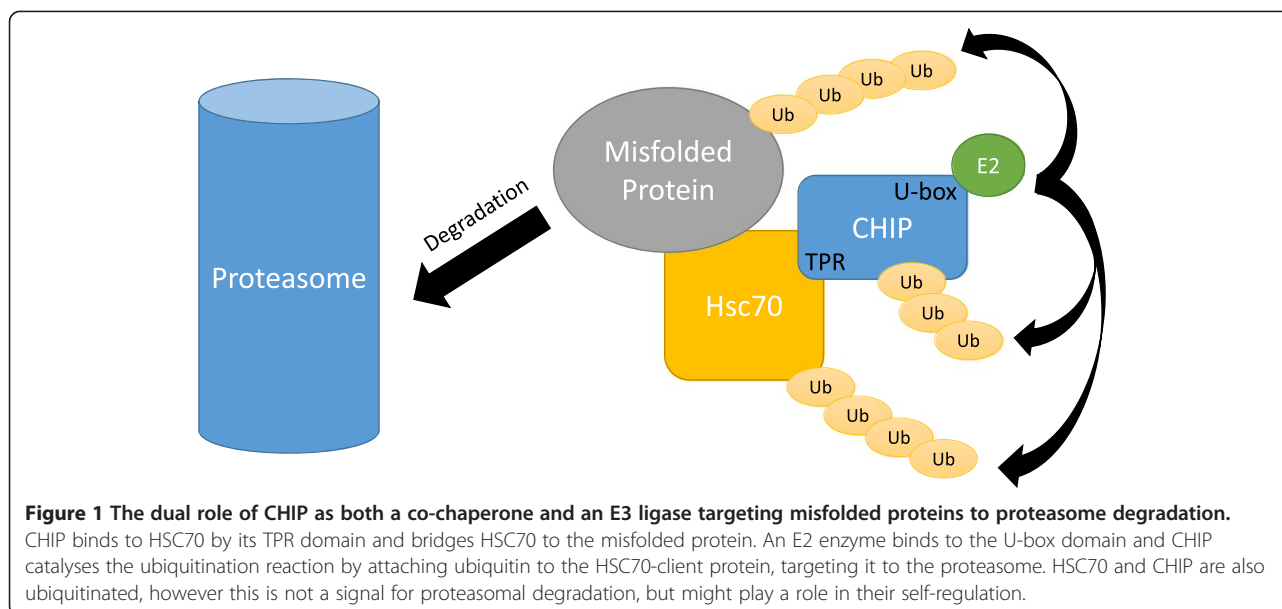 Ub
Ub
Ub
Ub
Misfolded
Protein
E2
U-box
CHIP
TPR
Degradation
Proteasome
Hsc70
Ub
Ub
Ub
Ub
Ub
Ub
Ub
Figure 1 The dual role of CHIP as both a co-chaperone and an E3 ligase targeting misfolded proteins to proteasome degradation.
CHIP binds to HSC70 by its TPR domain and bridges HSC70 to the misfolded protein. An E2 enzyme binds to the U-box domain and CHIP
catalyses the ubiquitination reaction by attaching ubiquitin to the HSC70-client protein, targeting it to the proteasome. HSC70 and CHIP are also
ubiquitinated, however this is not a signal for proteasomal degradation, but might play a role in their self-regulation.